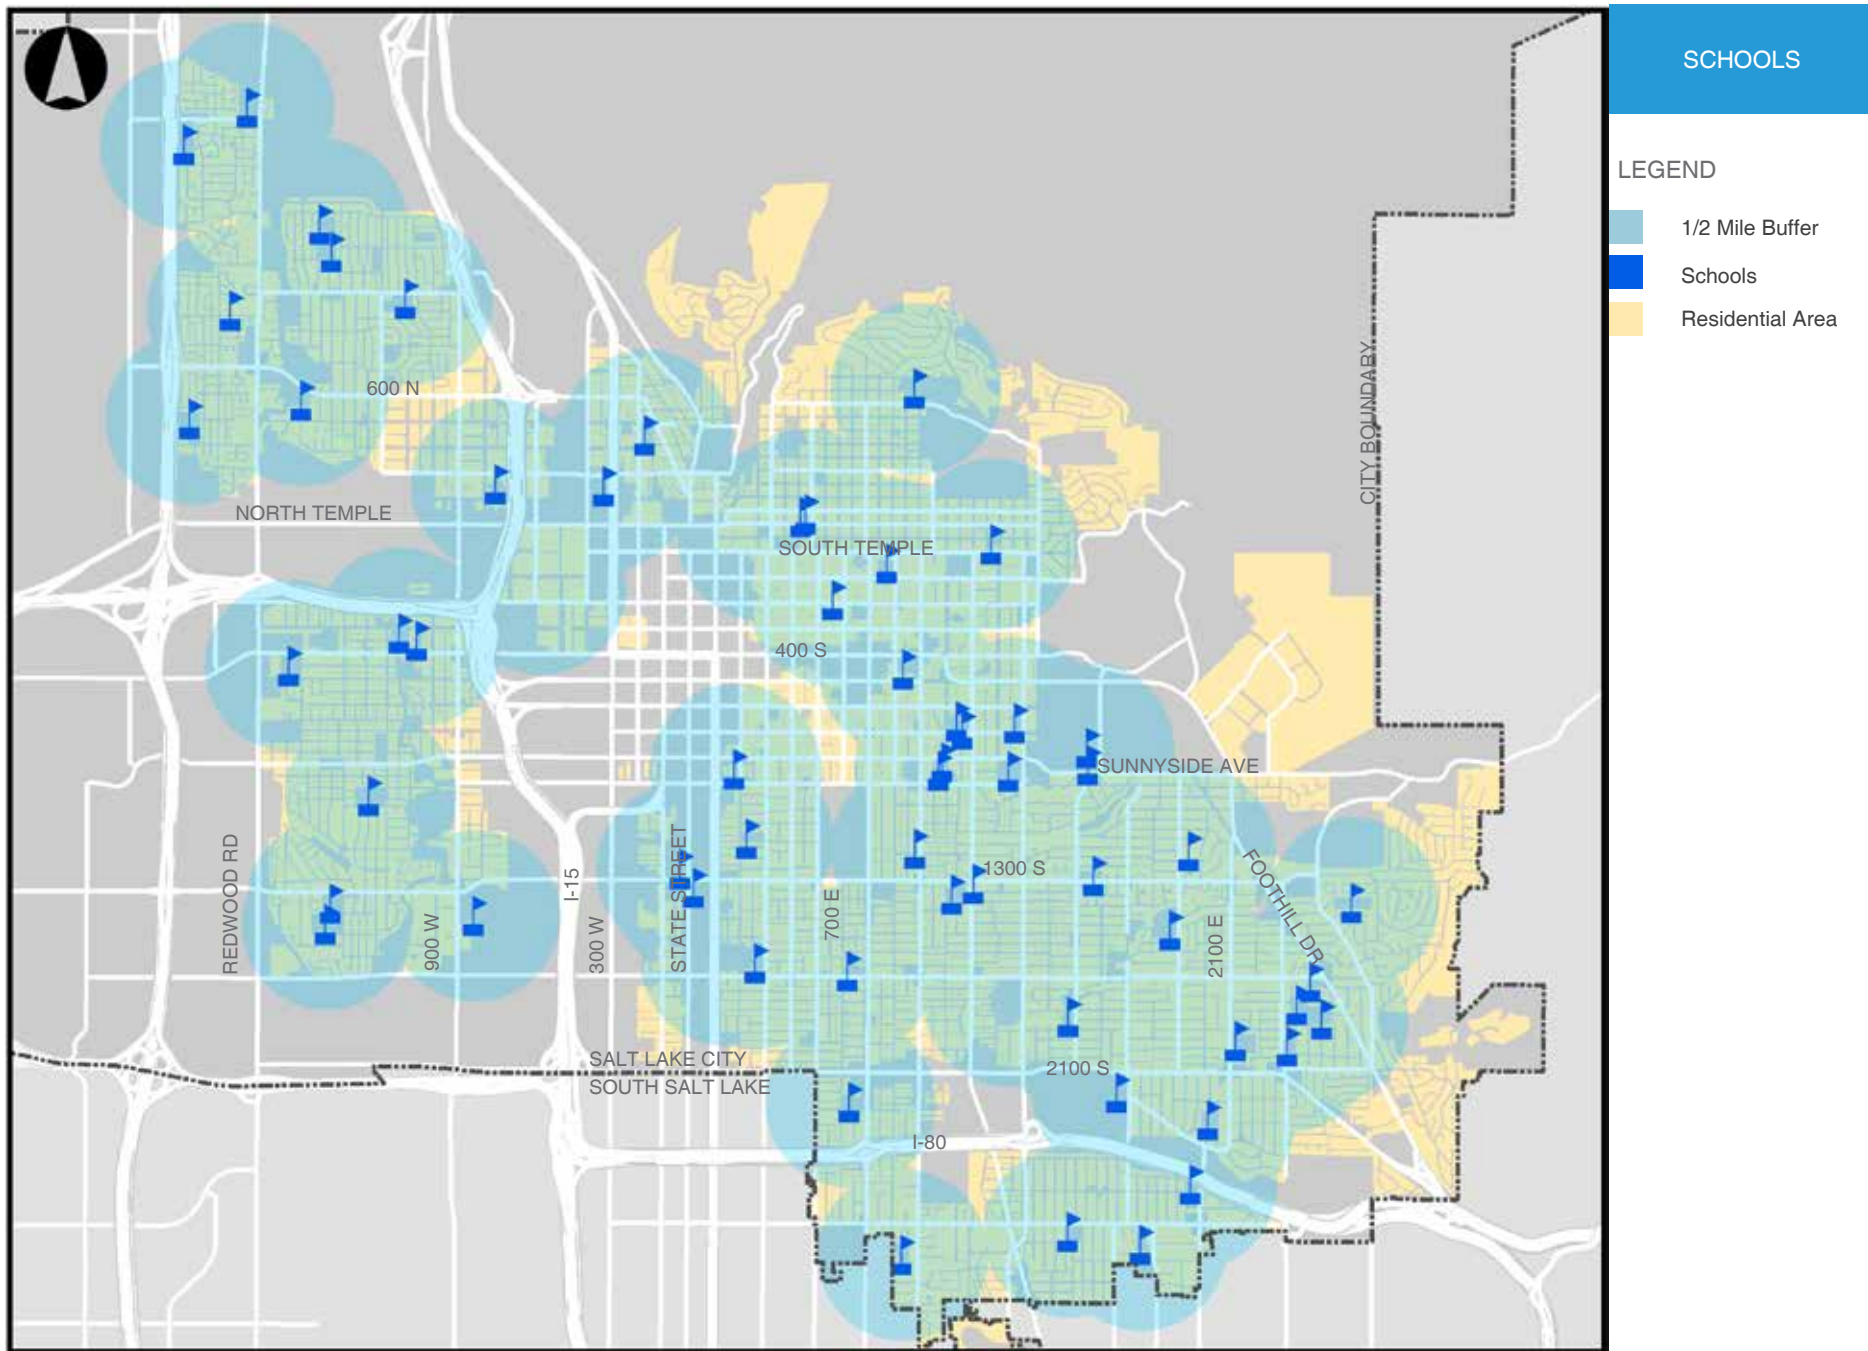 SCHOOLS
LEGEND
1/2 Mile Buffer
Schools
Residential Area
CITY BOUNDARY
600 N
NORTH TEMPLE
SOUTH TEMPLE
400 S
SUNNYSIDE AVE
REDWOOD RD
900 W
I-15
300 W
STATE STREET
700 E
1300 S
2100 E
FOOTHILL DR
SALT LAKE CITY
SOUTH SALT LAKE
2100 S
I-80